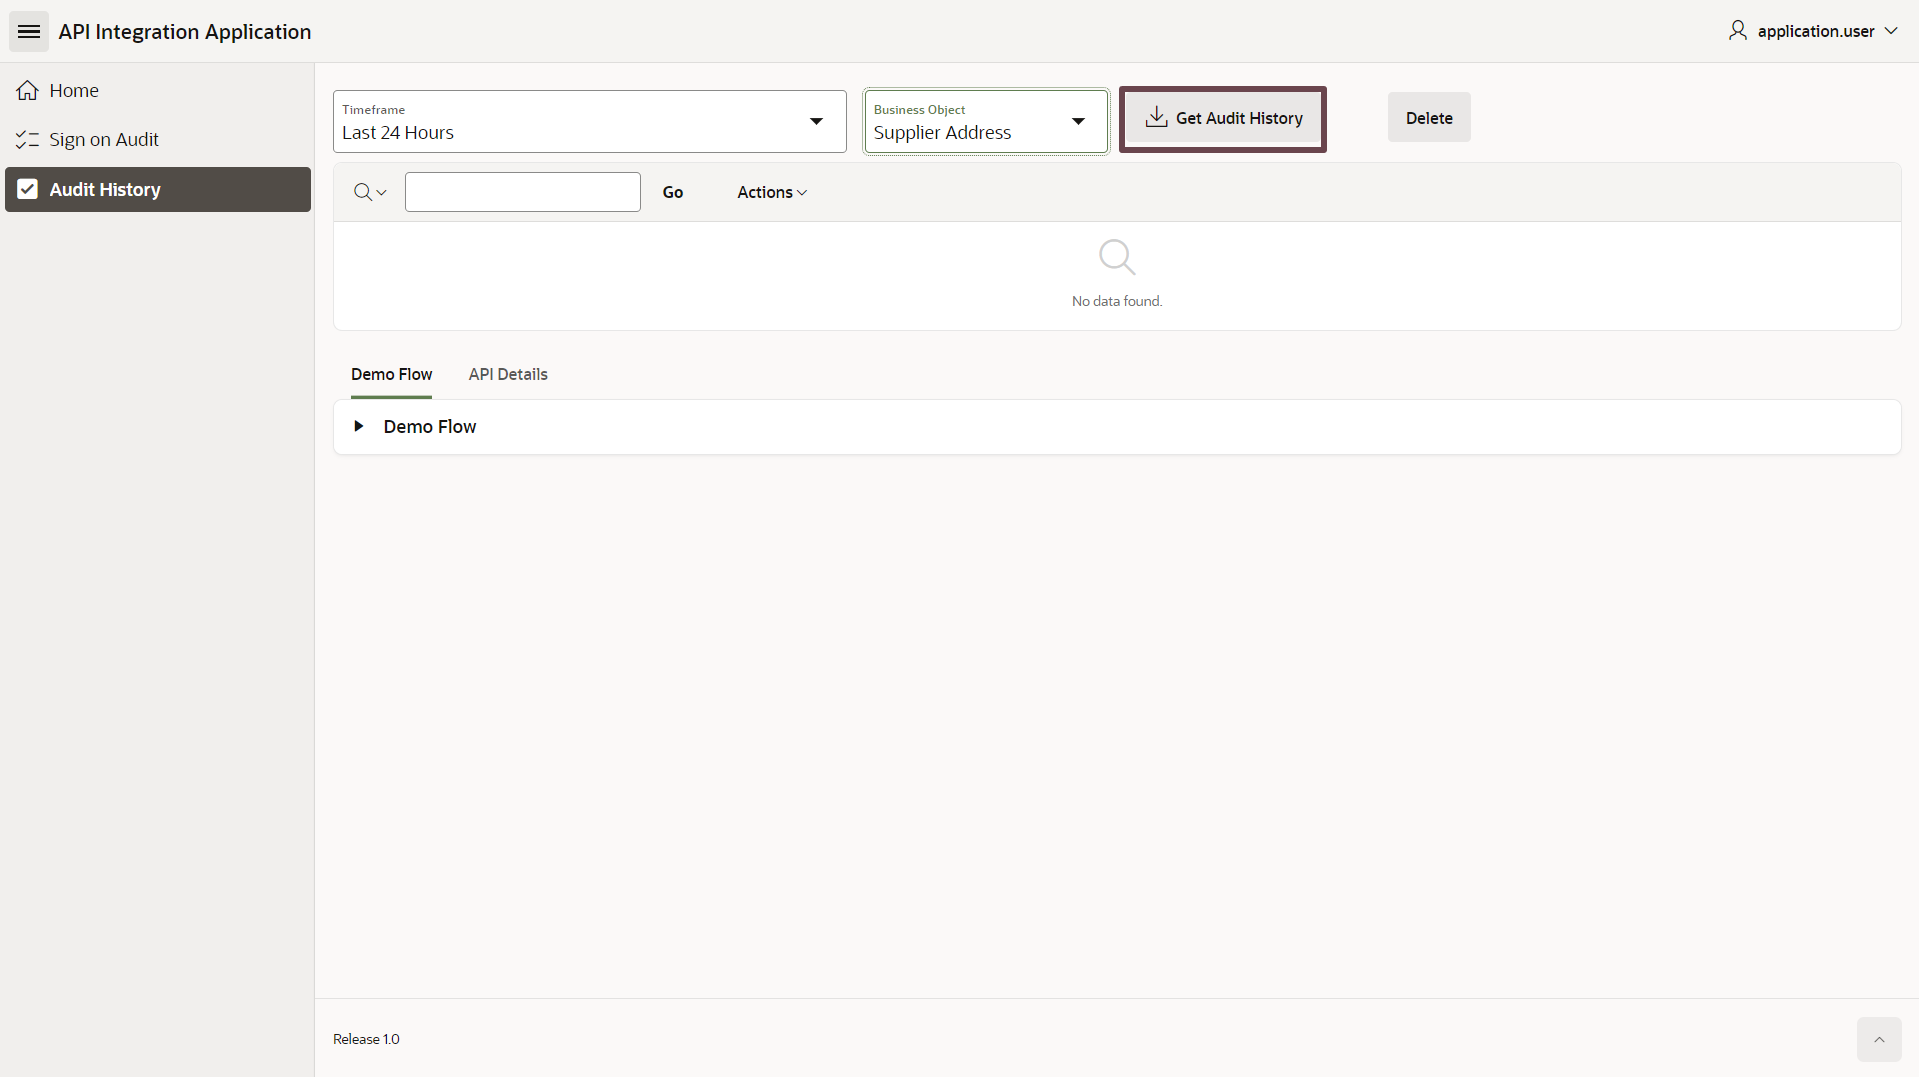 API Integration Application
application.user
Home
Sign on Audit
Audit History
Timeframe
Last 24 Hours
Business Object
Supplier Address
Get Audit History
Delete
Go
Actions
No data found.
Demo Flow
API Details
Demo Flow
Release 1.0